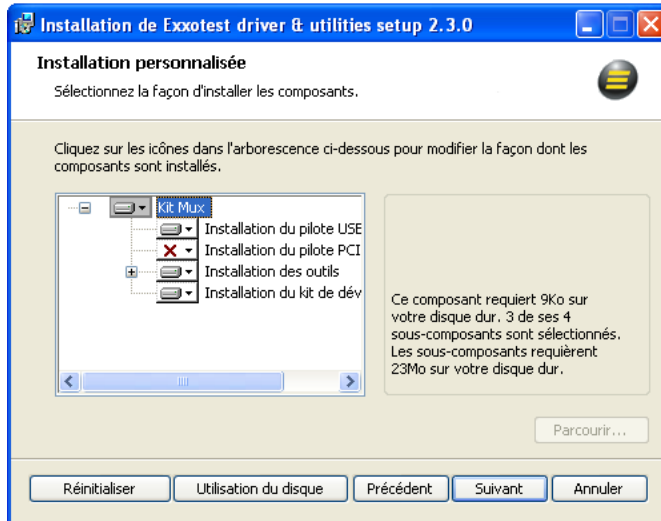 Installation de Exxotest driver & utilities setup 2.3.0
Installation personnalisée
Sélectionnez la façon d'installer les composants.
Cliquez sur les icônes dans l'arborescence ci-dessous pour modifier la façon dont les
composants sont installés.
Kit Mux
Installation du pilote USB
Installation du pilote PCI
Installation des outils
Installation du kit de dév
Ce composant requiert 9Ko sur
votre disque dur. 3 de ses 4
sous-composants sont sélectionnés.
Les sous-composants requièrent
23Mo sur votre disque dur.
Parcourir...
Réinitialiser
Utilisation du disque
Précédent
Suivant
Annuler